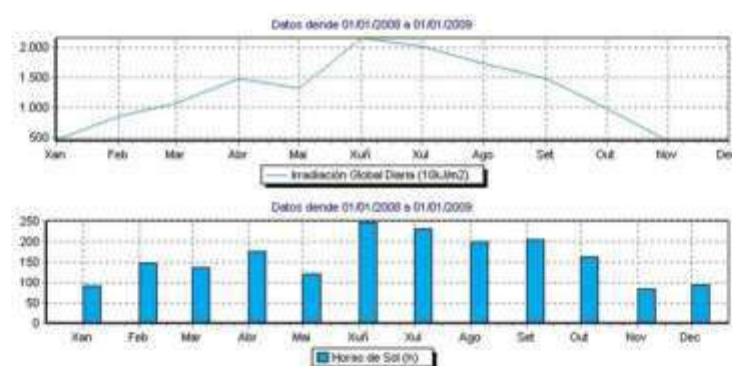 Datos dende 01/01/2008 a 01/01/2009
2.000
1.500
1.000
500
Xan Feb Mar Abr Mai Xuñ Xul Ago Set Out Nov De
Irradiación Global Diaria (10kJ/m2)
Datos dende 01/01/2008 a 01/01/2009
250
200
150
100
50
0
Xan Feb Mar Abr Mai Xuñ Xul Ago Set Out Nov Dec
Horas de Sol (h)